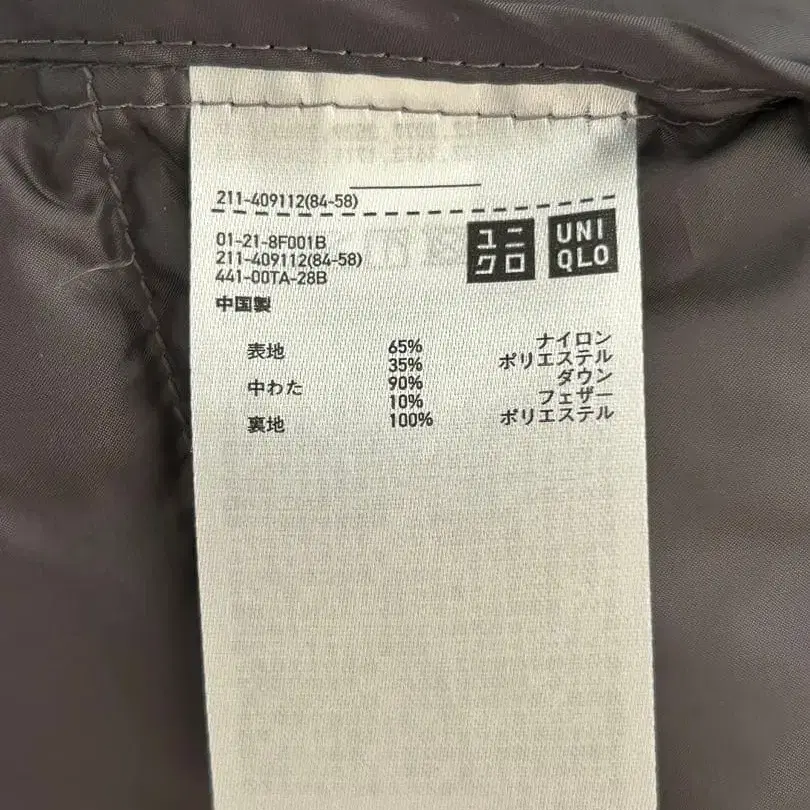 211-409112(84-58)
01-21-8F001B
211-409112(84-58)
441-00TA-28B
中国製
ユニクロ
UNIQLO
表地 65% ナイロン
35% ポリエステル
中わた 90% ダウン
10% フェザー
裏地 100% ポリエステル